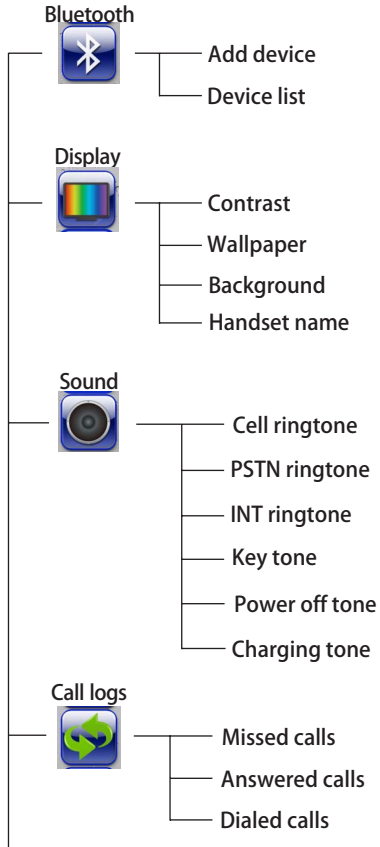 Bluetooth
Add device
Device list
Display
Contrast
Wallpaper
Background
Handset name
Sound
Cell ringtone
PSTN ringtone
INT ringtone
Key tone
Power off tone
Charging tone
Call logs
Missed calls
Answered calls
Dialed calls